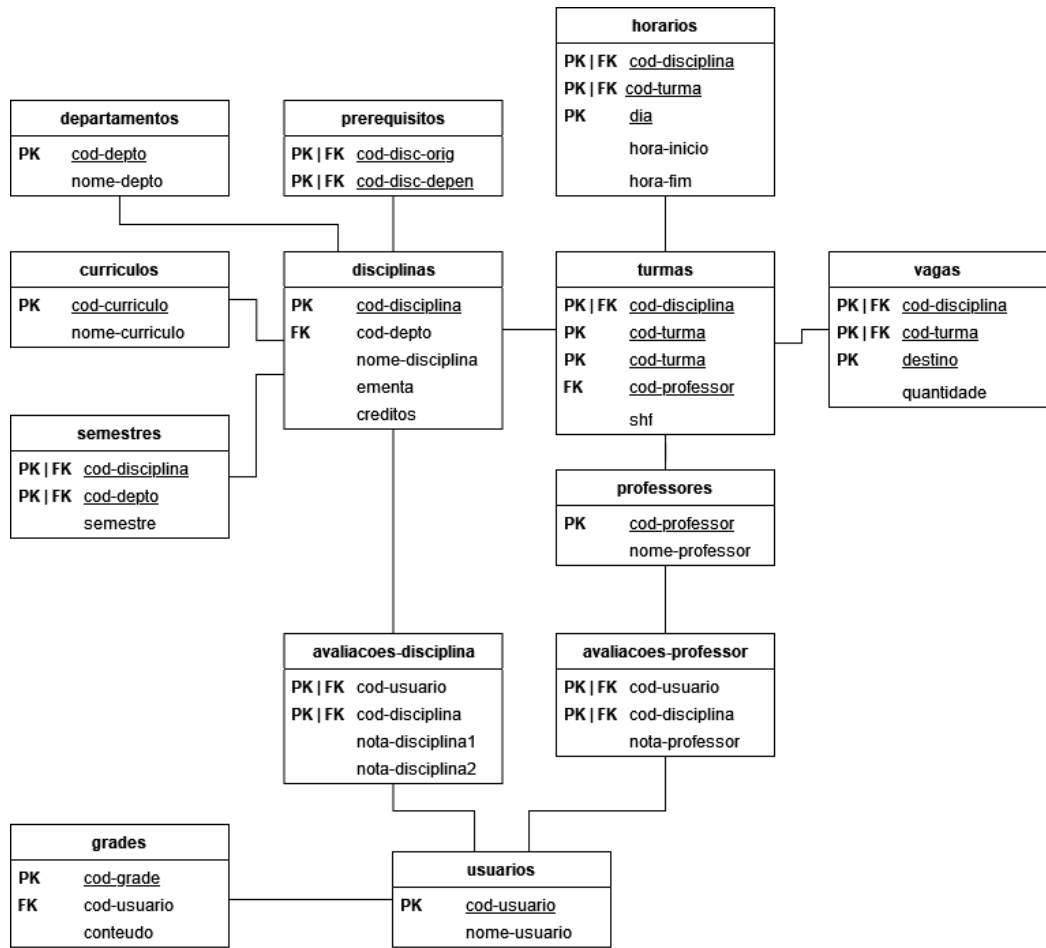 horarios
PK | FK cod-disciplina
PK | FK cod-turma
PK dia
hora-inicio
hora-fim
departamentos
PK cod-depto
nome-depto
prerequisitos
PK | FK cod-disc-orig
PK | FK cod-disc-depen
curriculos
PK cod-curriculo
nome-curriculo
disciplinas
PK cod-disciplina
FK cod-depto
nome-disciplina
ementa
creditos
turmas
PK | FK cod-disciplina
PK cod-turma
PK cod-turma
FK cod-professor
shf
vagas
PK | FK cod-disciplina
PK | FK cod-turma
PK destino
quantidade
semestres
PK | FK cod-disciplina
PK | FK cod-depto
semestre
professores
PK cod-professor
nome-professor
avaliacoes-disciplina
PK | FK cod-usuario
PK | FK cod-disciplina
nota-disciplina1
nota-disciplina2
avaliacoes-professor
PK | FK cod-usuario
PK | FK cod-disciplina
nota-professor
grades
PK cod-grade
FK cod-usuario
conteudo
usuarios
PK cod-usuario
nome-usuario